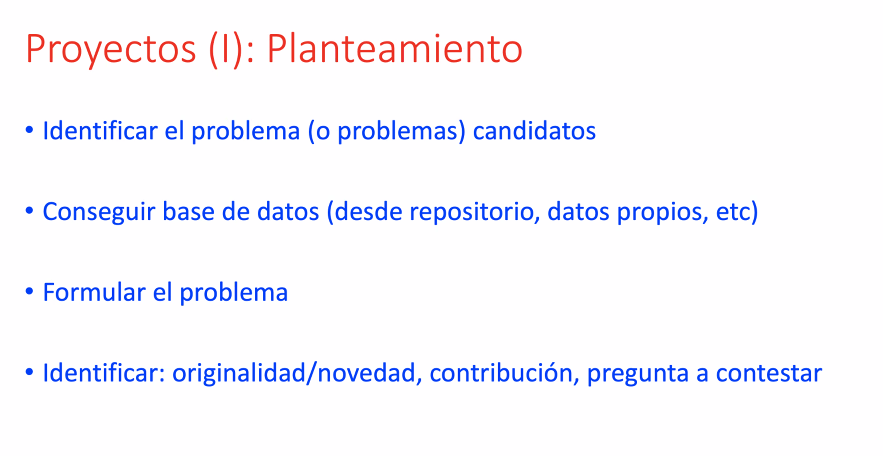 Proyectos (I): Planteamiento
• Identificar el problema (o problemas) candidatos
• Conseguir base de datos (desde repositorio, datos propios, etc)
• Formular el problema
• Identificar: originalidad/novedad, contribución, pregunta a contestar